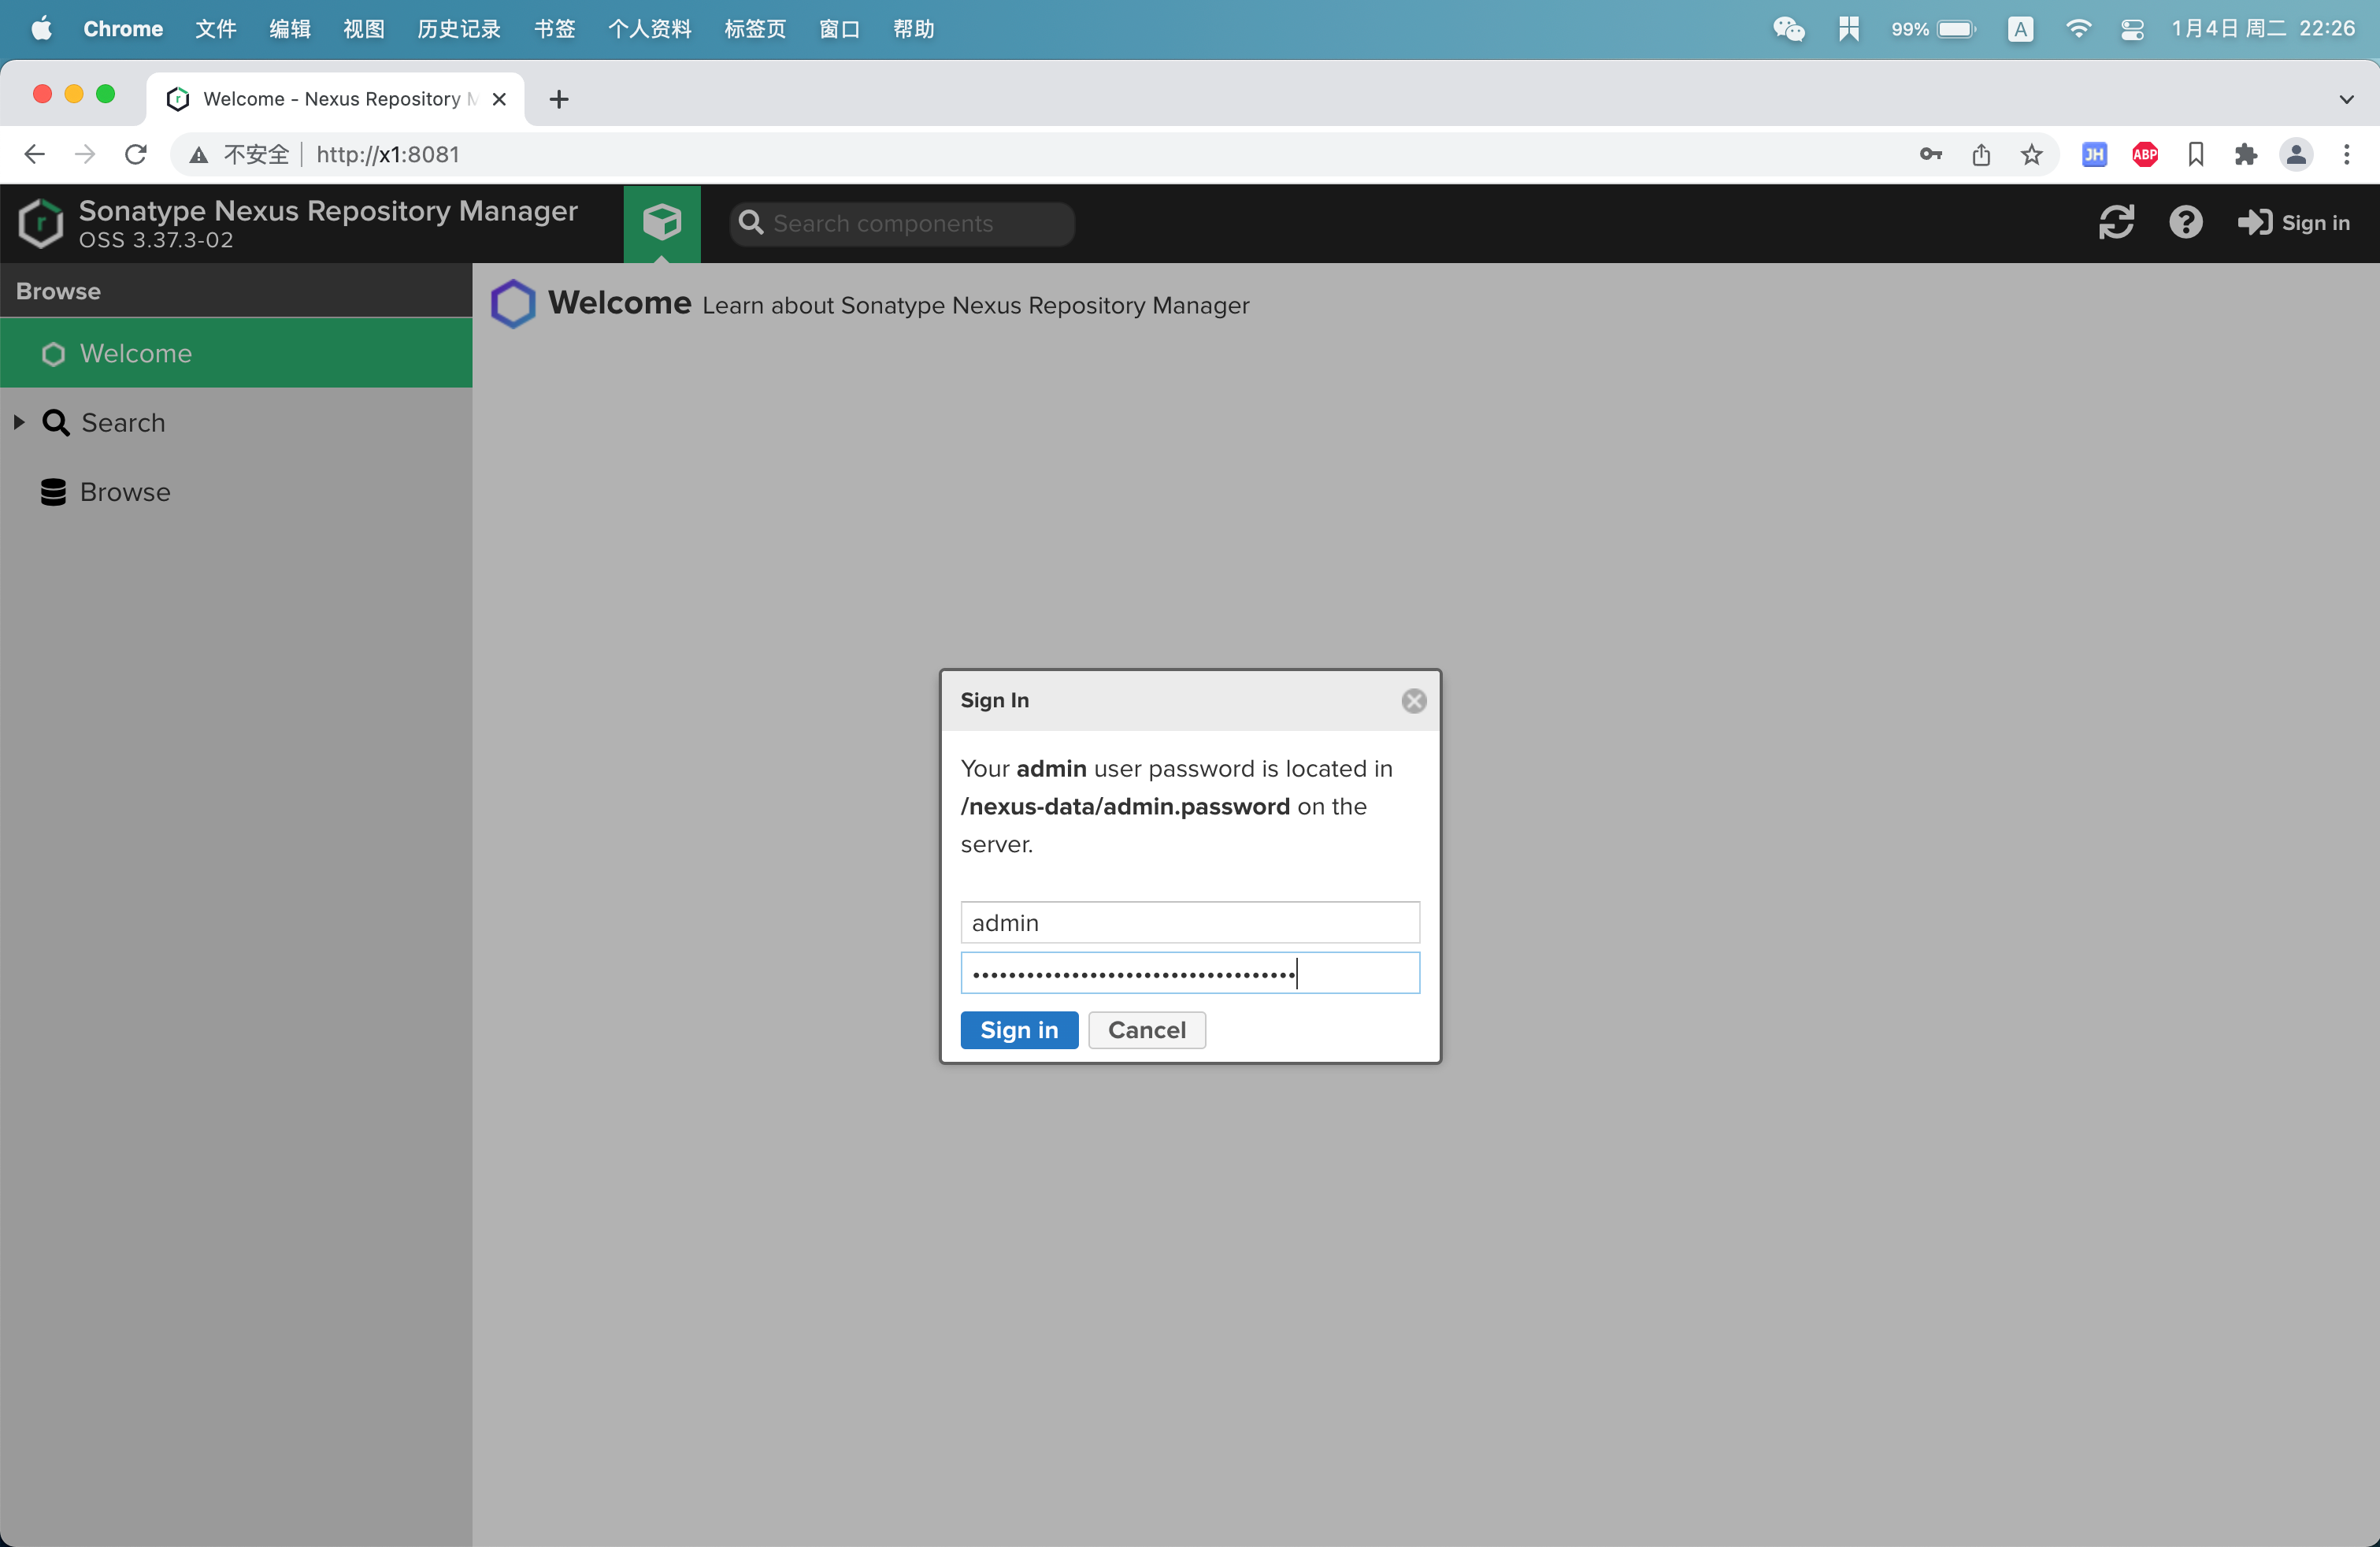 Chrome 文件 编辑 视图 历史记录 书签 个人资料 标签页 窗口 帮助 99% A 1月4日 周二 22:26
Welcome - Nexus Repository M
不安全 http://x1:8081 JH ABP
Sonatype Nexus Repository Manager
OSS 3.37.3-02
Search components
Sign in
Browse
Welcome
Search
Browse
Welcome Learn about Sonatype Nexus Repository Manager
Sign In
Your admin user password is located in
/nexus-data/admin.password on the
server.
admin
Sign in Cancel